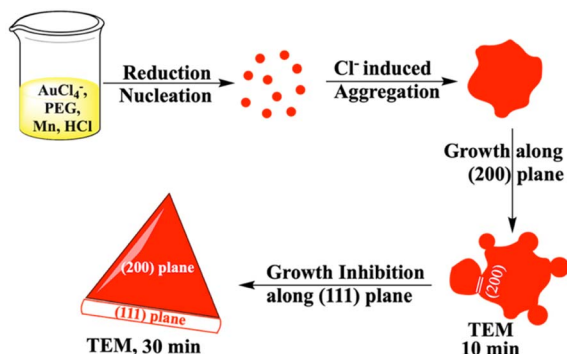 AuCl₄⁻,
PEG,
Mn, HCl
Reduction
Nucleation
Cl⁻ induced
Aggregation
Growth along
(200) plane
(200)
TEM
10 min
Growth Inhibition
along (111) plane
(200) plane
(111) plane
TEM, 30 min